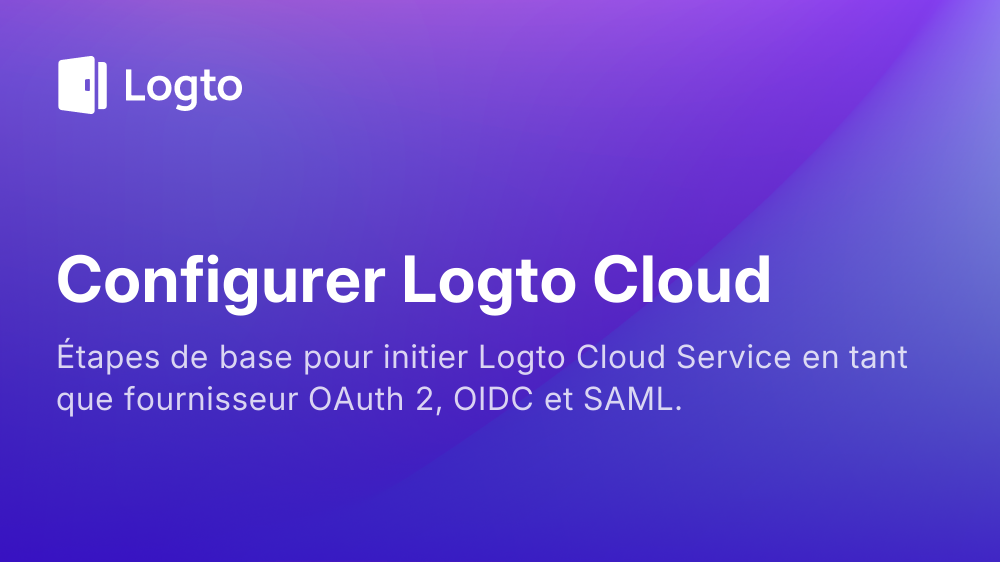 Logto
Configurer Logto Cloud
Étapes de base pour initier Logto Cloud Service en tant
que fournisseur OAuth 2, OIDC et SAML.